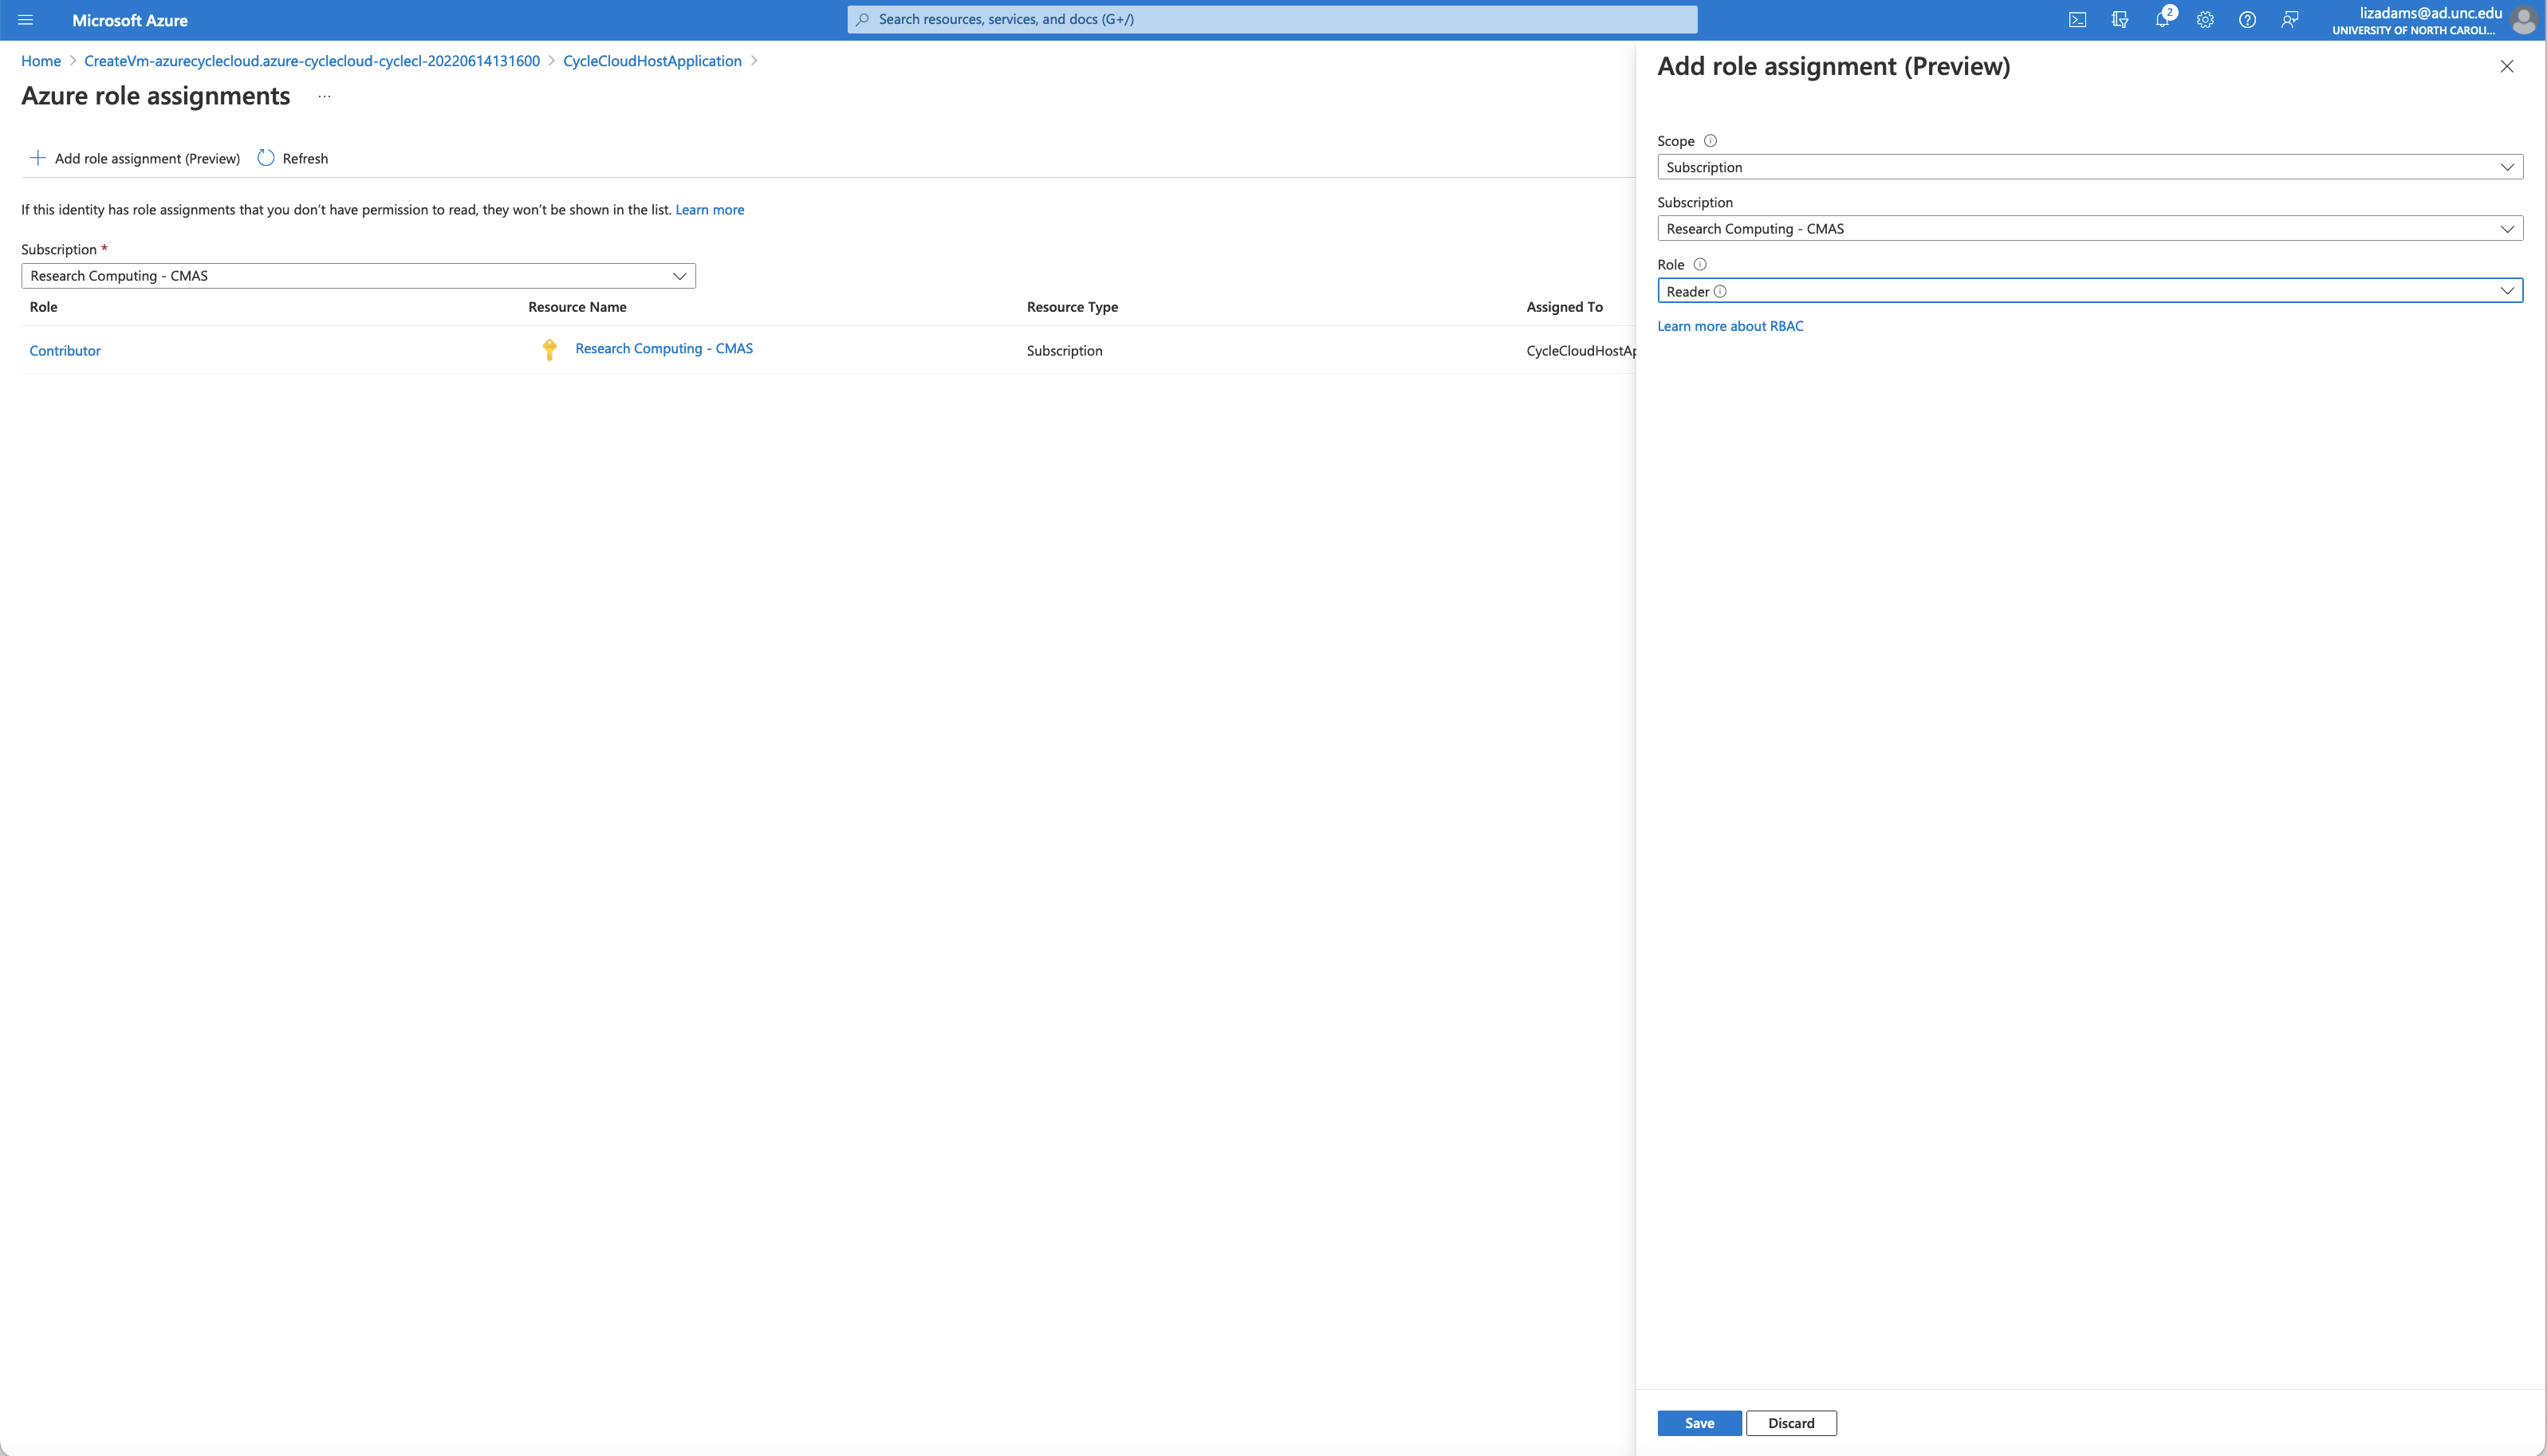 Microsoft Azure
Search resources, services, and docs (G+/)
2
lizadams@ad.unc.edu
UNIVERSITY OF NORTH CAROLI...
Home > CreateVm-azurecyclecloud.azure-cyclecloud-cyclecl-20220614131600 > CycleCloudHostApplication >
Azure role assignments ...
Add role assignment (Preview) Refresh
If this identity has role assignments that you don't have permission to read, they won't be shown in the list. Learn more
Subscription *
Research Computing - CMAS
Role Resource Name Resource Type Assigned To
Contributor Research Computing - CMAS Subscription CycleCloudHostAp
Add role assignment (Preview)
Scope
Subscription
Subscription
Research Computing - CMAS
Role
Reader
Learn more about RBAC
Save Discard